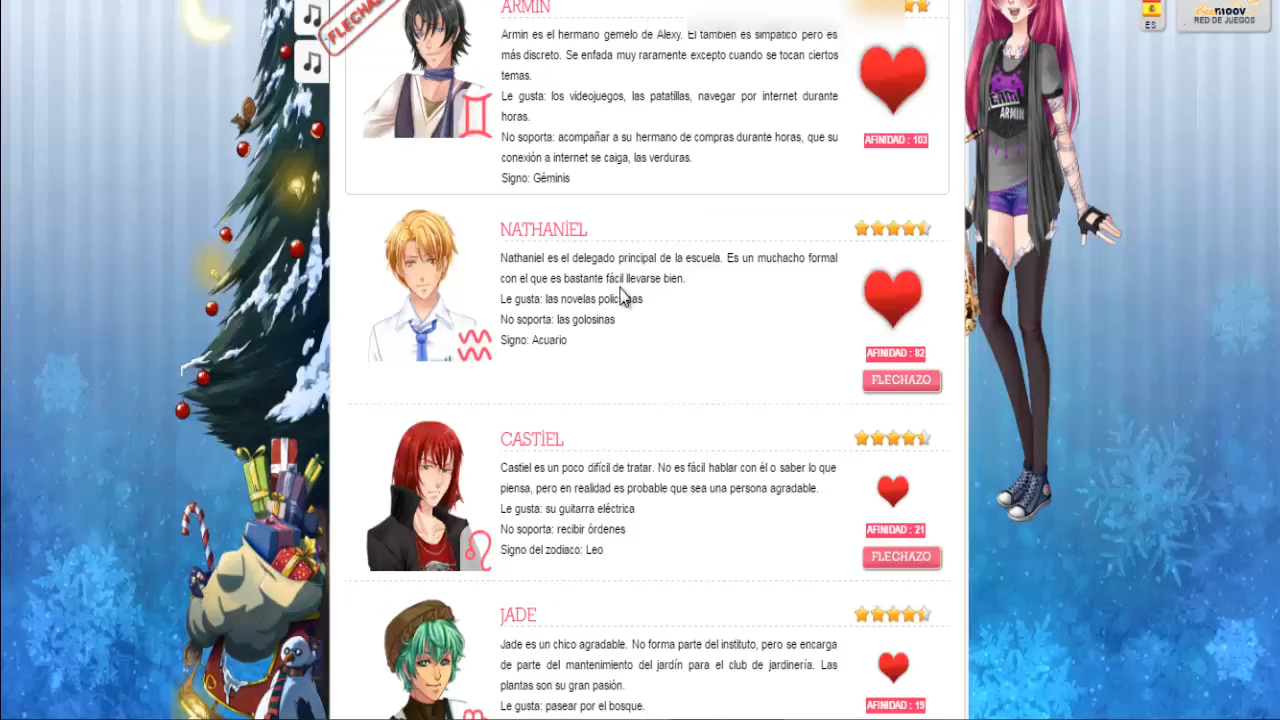 ARMIN
FLECHAZ
Armin es el hermano gemelo de Alexy. Él también es simpático pero es
más discreto. Se enfada muy raramente excepto cuando se tocan ciertos
temas.
Le gusta: los videojuegos, las patatillas, navegar por internet durante
horas.
No soporta: acompañar a su hermano de compras durante horas, que su
conexión a internet se caiga, las verduras.
Signo: Géminis
AFINIDAD : 103
NATHANIEL
Nathaniel es el delegado principal de la escuela. Es un muchacho formal
con el que es bastante fácil llevarse bien.
Le gusta: las novelas
No soporta: las golosinas
Signo: Acuario
AFINIDAD : 82
FLECHAZO
CASTIEL
Castiel es un poco difícil de tratar. No es fácil hablar con él o saber lo que
piensa, pero en realidad es probable que sea una persona agradable.
Le gusta: su guitarra eléctrica
No soporta: recibir órdenes
Signo del zodiaco: Leo
AFINIDAD : 21
FLECHAZO
JADE
Jade es un chico agradable. No forma parte del instituto, pero se encarga
de parte del mantenimiento del jardín para el club de jardinería. Las
plantas son su gran pasión.
Le gusta: pasear por el bosque.
AFINIDAD : 19
ES
beemoov
RED DE JUEGOS
ARMIN